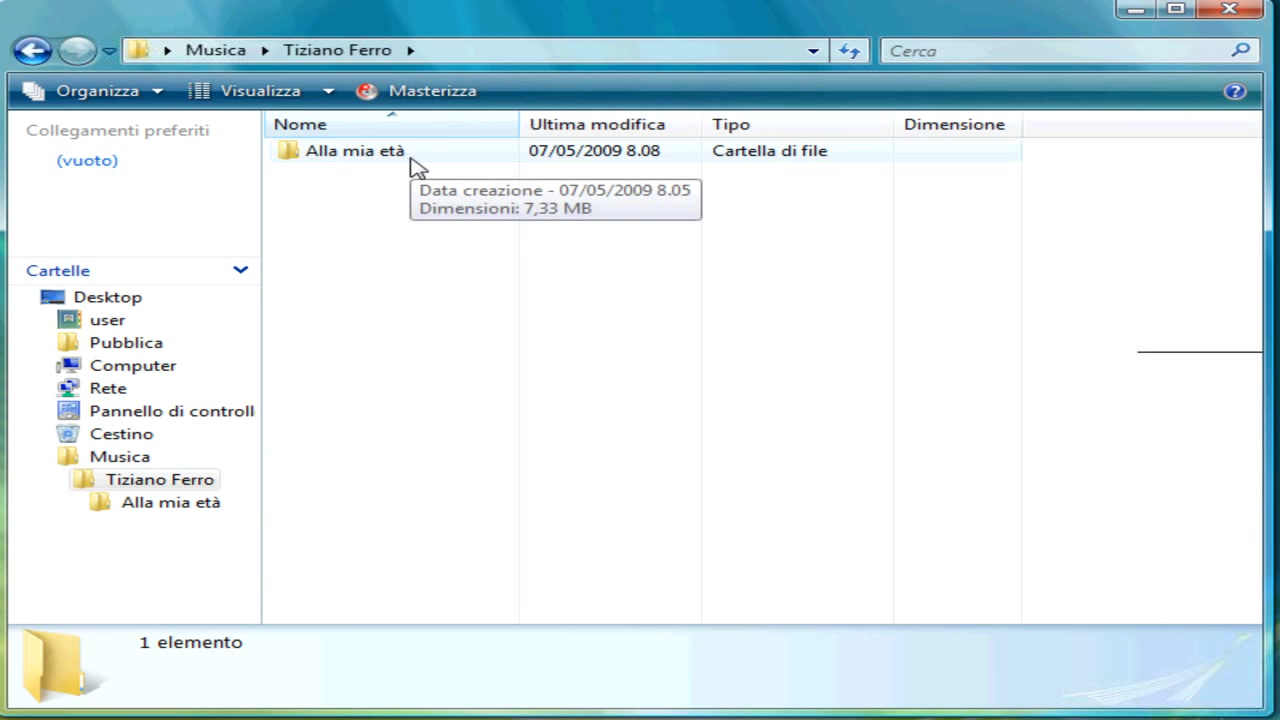 Musica Tiziano Ferro
Cerca
Organizza Visualizza Masterizza
Collegamenti preferiti
(vuoto)
Nome Ultima modifica Tipo Dimensione
Alla mia età 07/05/2009 8.08 Cartella di file
Data creazione - 07/05/2009 8.05
Dimensioni: 7,33 MB
Cartelle
Desktop
user
Pubblica
Computer
Rete
Pannello di controll
Cestino
Musica
Tiziano Ferro
Alla mia età
1 elemento